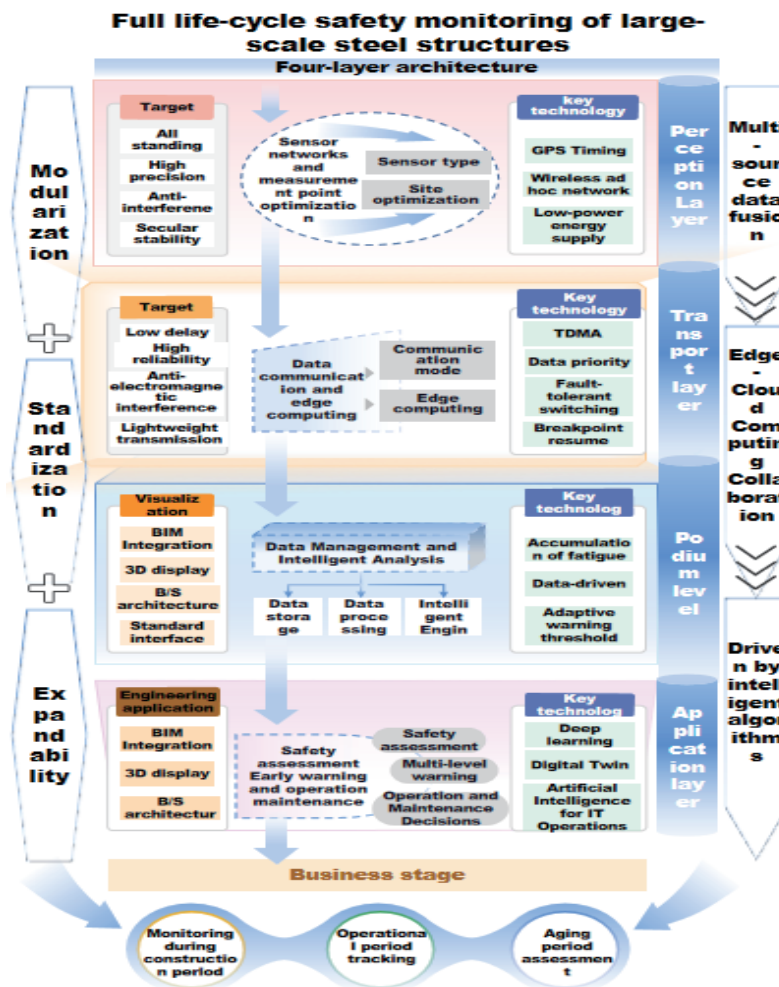 Full life-cycle safety monitoring of large-
scale steel structures
Four-layer architecture
Mo
dul
ariz
at
ion
Sta
nd
ard
iza
tio
n
Ex
p
and
abi
lity
Target
All
standing
High
precision
Anti-
interferene
Secular
stability
Sensor
networks
and
measureme
nt point
optimizatio
n
Sensor type
Site
optimization
key
technology
GPS Timing
Wireless ad
hoc network
Low-power
energy
supply
Per
ce
pti
on
La
yer
Target
Low delay
High
reliability
Anti-
electromagne
tic
interference
Lightweight
transmission
Data
communicat
ion and
edge
computing
Communic
ation
mode
Edge
computing
Key
technology
TDMA
Data priority
Fault-
tolerant
switching
Breakpoint
resume
Tra
ns
por
t
lay
er
Visualiz
ation
BIM
Integration
3D display
B/S
architecture
Standard
interface
Data Management and
Intelligent Analysis
Data
stora
ge
Data
proce
ssing
Intelli
gent
Engin
Key
technolog
Accumulatio
n of fatigue
Data-driven
Adaptive
warning
threshold
Po
diu
m
lev
el
Engineering
application
BIM
Integration
3D display
B/S
architectur
Safety
assessment
Early warning
and operation
maintenance
Safety
assessment
Multi-level
warning
Operation and
Maintenance
Decisions
Key
technolog
Deep
learning
Digital Twin
Artificial
Intelligence
for IT
Operations
Ap
pli
cat
ion
lay
er
Multi
-
sour
ce
data
fusio
n
Edge
-
Clou
d
Com
putin
g
Colla
borat
ion
Drive
n by
intell
igent
algor
ithm
s
Business stage
Monitoring
during
constructio
n period
Operationa
l period
tracking
Aging
period
assessmen
t